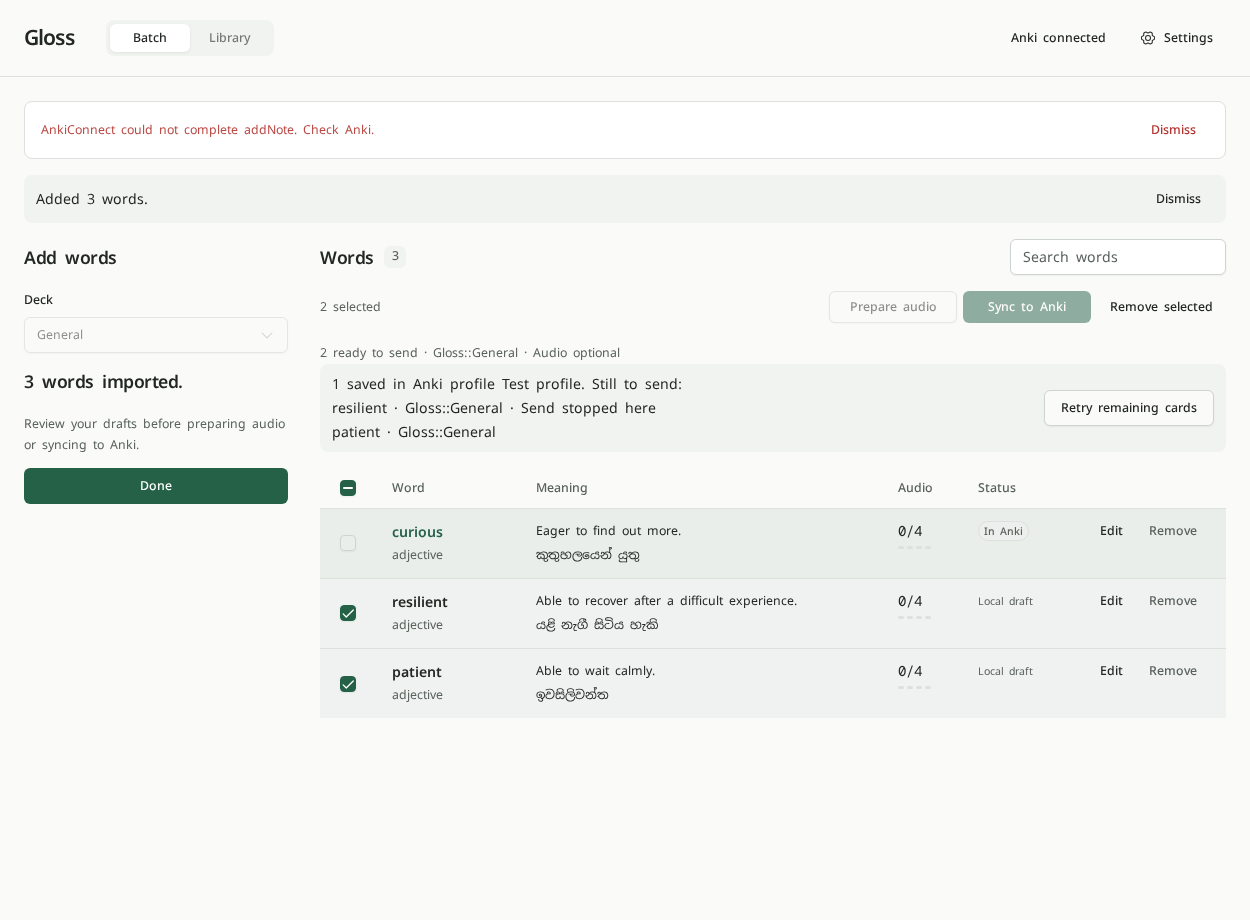 Gloss
Batch
Library
Anki connected
Settings
AnkiConnect could not complete addNote. Check Anki.
Dismiss
Added 3 words.
Dismiss
Add words
Deck
General
3 words imported.
Review your drafts before preparing audio
or syncing to Anki.
Done
Words 3
Search words
2 selected
Prepare audio
Sync to Anki
Remove selected
2 ready to send · Gloss::General · Audio optional
1 saved in Anki profile Test profile. Still to send:
resilient · Gloss::General · Send stopped here
patient · Gloss::General
Retry remaining cards
Word Meaning Audio Status
curious Eager to find out more. 0/4 In Anki Edit Remove
adjective කුතුහලයෙන් යුතු
resilient Able to recover after a difficult experience. 0/4 Local draft Edit Remove
adjective යළි නැගී සිටිය හැකි
patient Able to wait calmly. 0/4 Local draft Edit Remove
adjective ඉවසිලිවන්ත